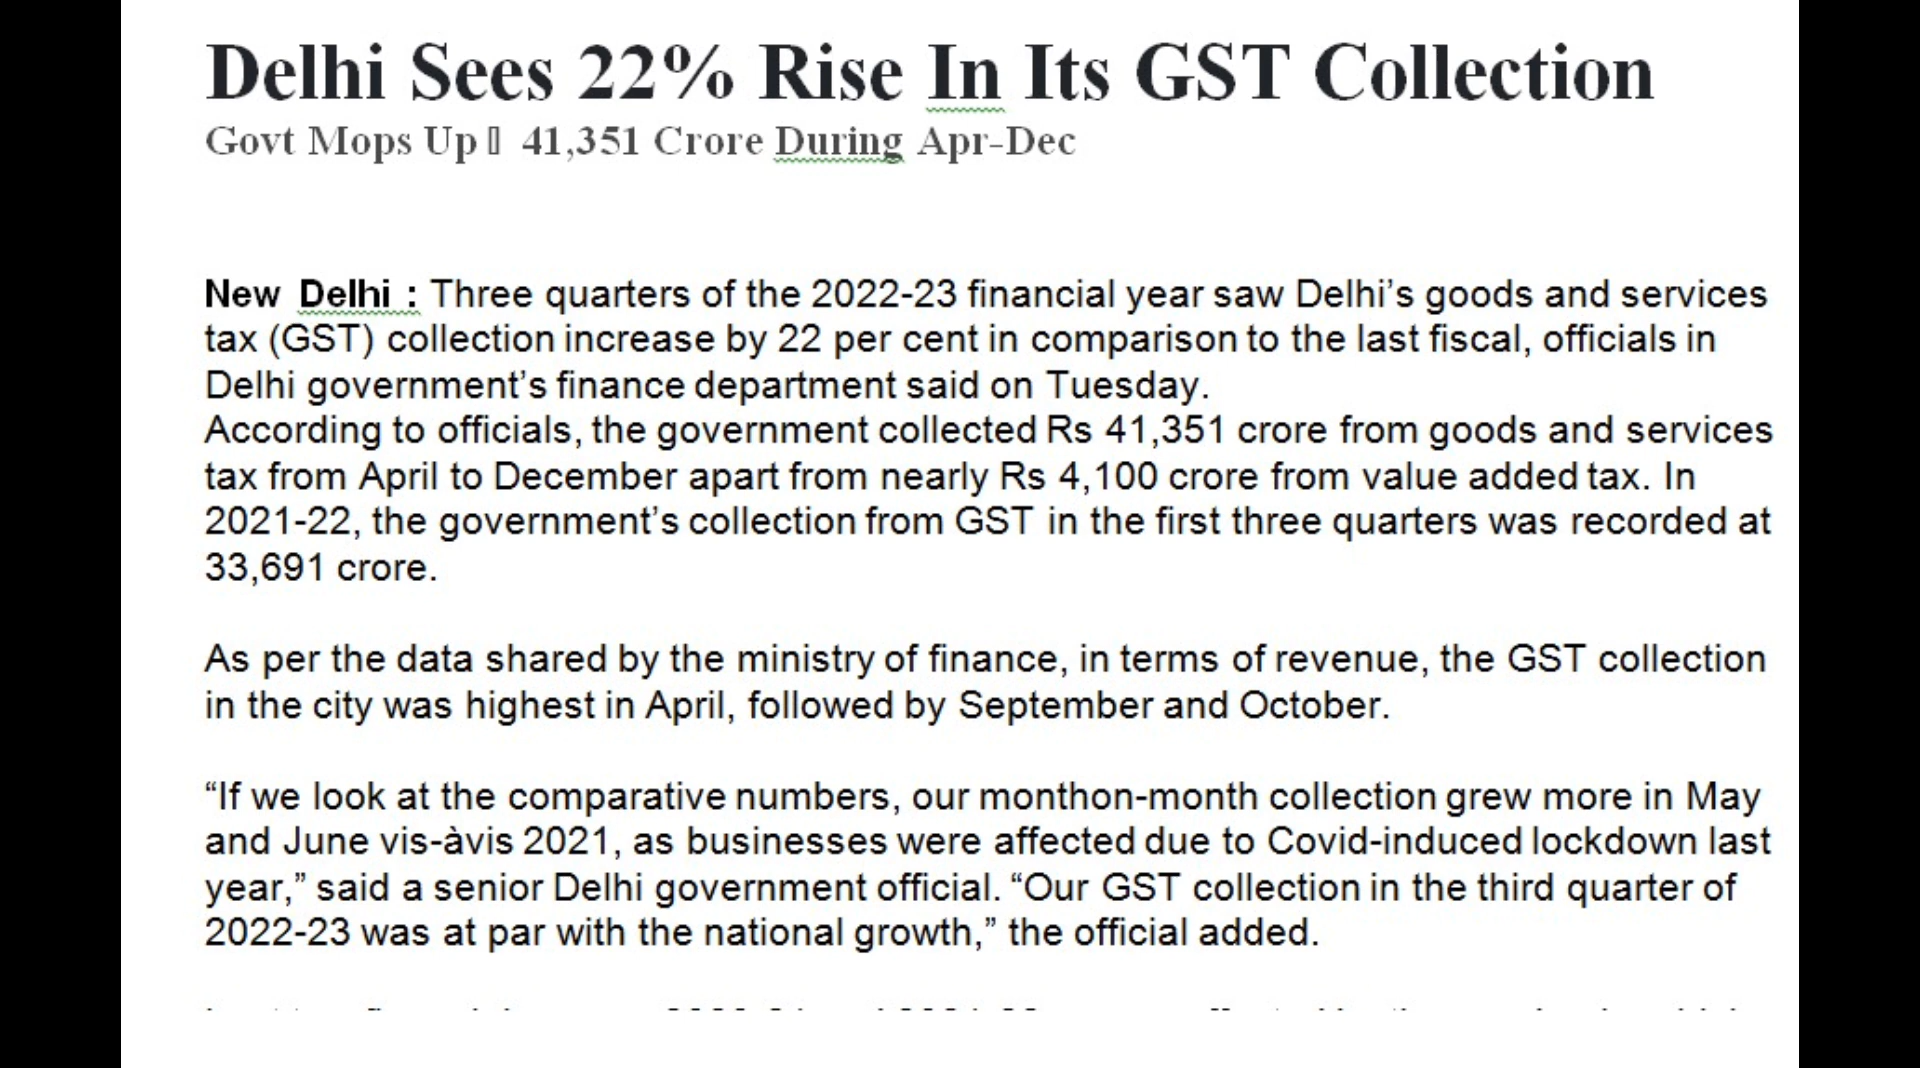 Delhi Sees 22% Rise In Its GST Collection
Govt Mops Up 41,351 Crore During Apr-Dec
New Delhi : Three quarters of the 2022-23 financial year saw Delhi’s goods and services
tax (GST) collection increase by 22 per cent in comparison to the last fiscal, officials in
Delhi government’s finance department said on Tuesday.
According to officials, the government collected Rs 41,351 crore from goods and services
tax from April to December apart from nearly Rs 4,100 crore from value added tax. In
2021-22, the government’s collection from GST in the first three quarters was recorded at
33,691 crore.
As per the data shared by the ministry of finance, in terms of revenue, the GST collection
in the city was highest in April, followed by September and October.
“If we look at the comparative numbers, our monthon-month collection grew more in May
and June vis-àvis 2021, as businesses were affected due to Covid-induced lockdown last
year,” said a senior Delhi government official. “Our GST collection in the third quarter of
2022-23 was at par with the national growth,” the official added.